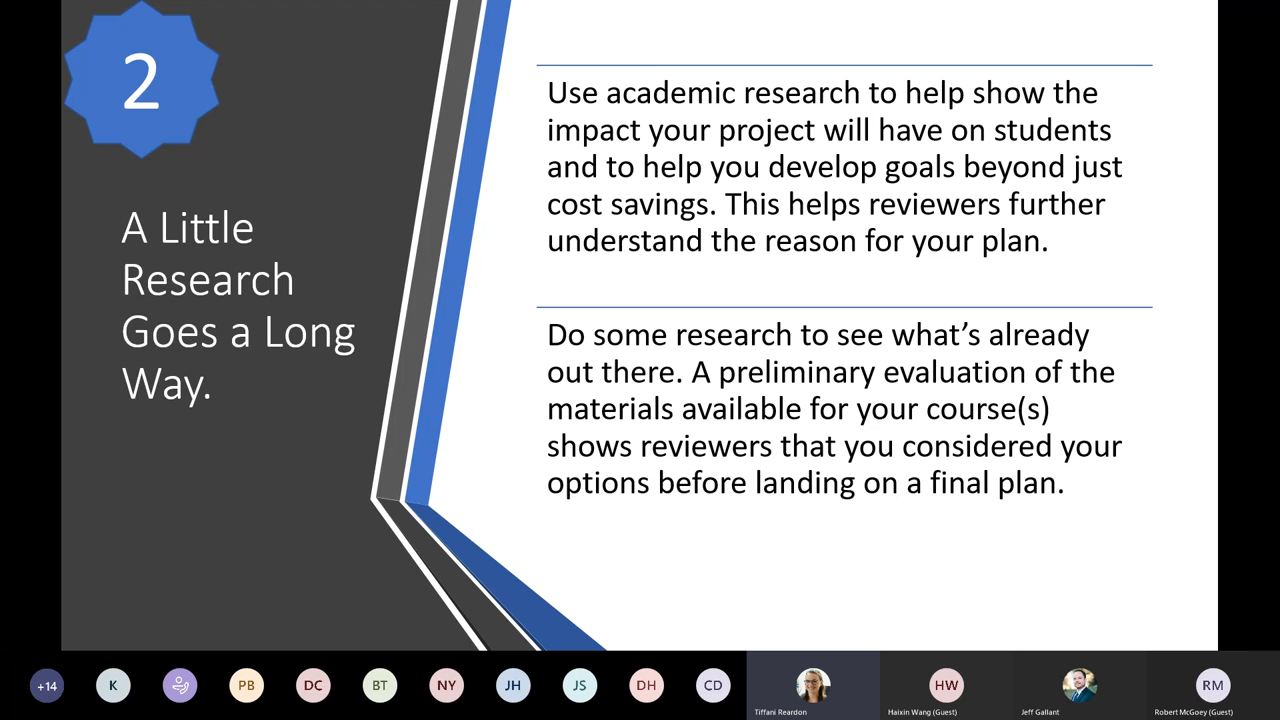 2
A Little
Research
Goes a Long
Way.
Use academic research to help show the
impact your project will have on students
and to help you develop goals beyond just
cost savings. This helps reviewers further
understand the reason for your plan.
Do some research to see what’s already
out there. A preliminary evaluation of the
materials available for your course(s)
shows reviewers that you considered your
options before landing on a final plan.
+14
K
PB
DC
BT
NY
JH
JS
DH
CD
Tiffani Reardon
HW
Haixin Wang (Guest)
Jeff Gallant
RM
Robert McGoey (Guest)